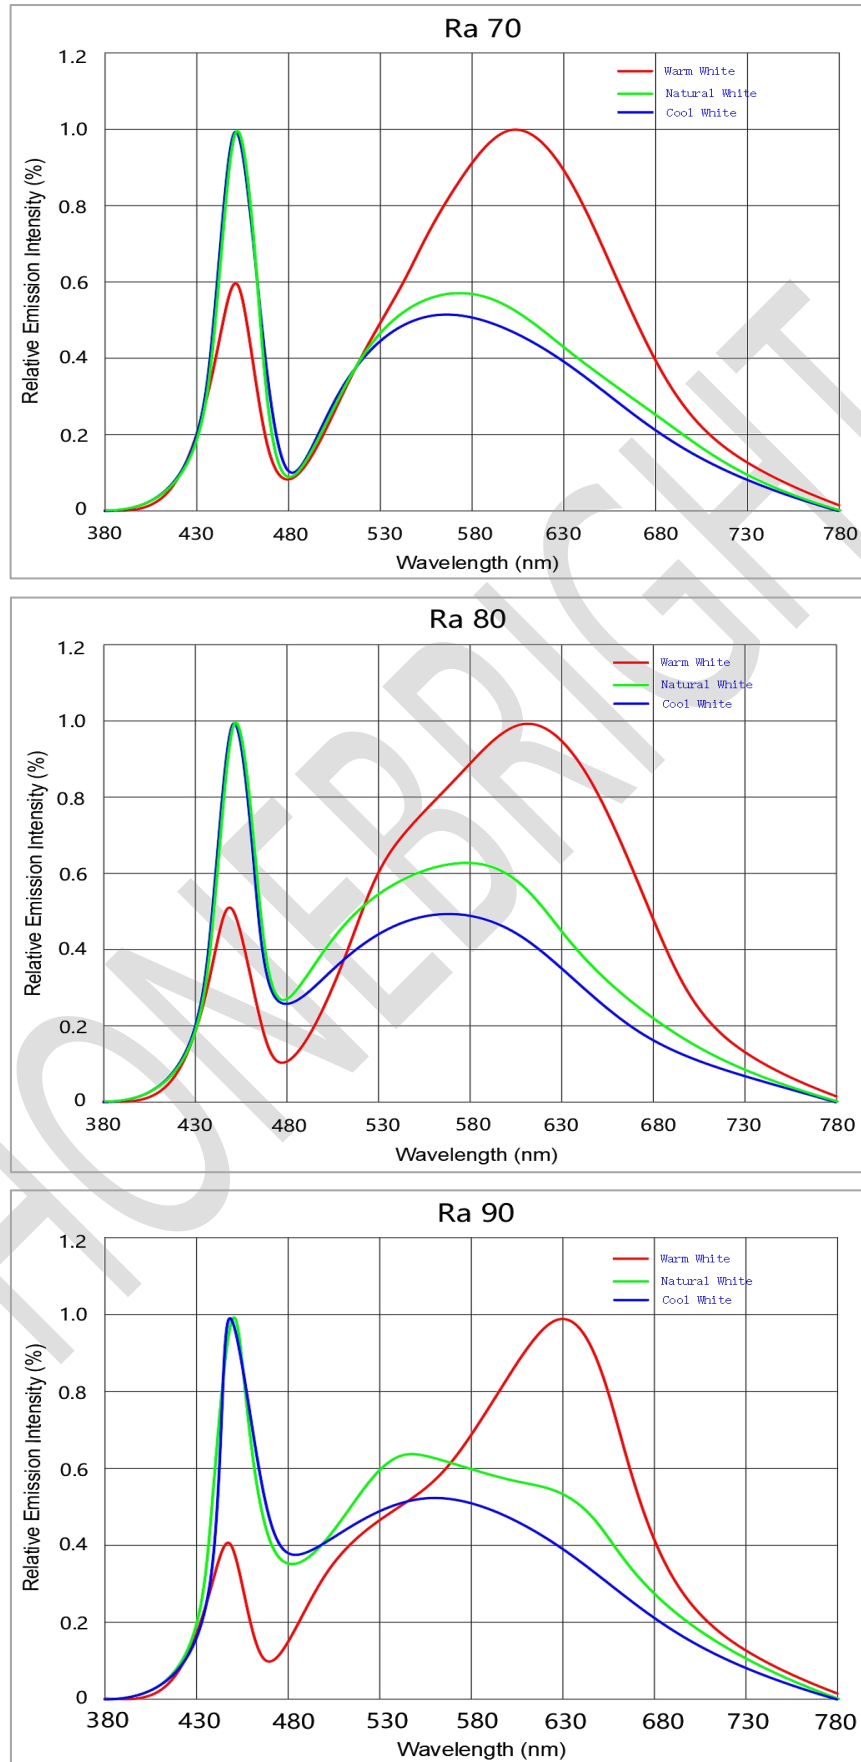 Ra 70
1.2
Warm White
Natural White
Cool White
1.0
0.8
0.6
0.4
0.2
0
Relative Emission Intensity (%)
380 430 480 530 580 630 680 730 780
Wavelength (nm)
Ra 80
1.2
Warm White
Natural White
Cool White
1.0
0.8
0.6
0.4
0.2
0
Relative Emission Intensity (%)
380 430 480 530 580 630 680 730 780
Wavelength (nm)
Ra 90
1.2
Warm White
Natural White
Cool White
1.0
0.8
0.6
0.4
0.2
0
Relative Emission Intensity (%)
380 430 480 530 580 630 680 730 780
Wavelength (nm)
HONEBRIGHT